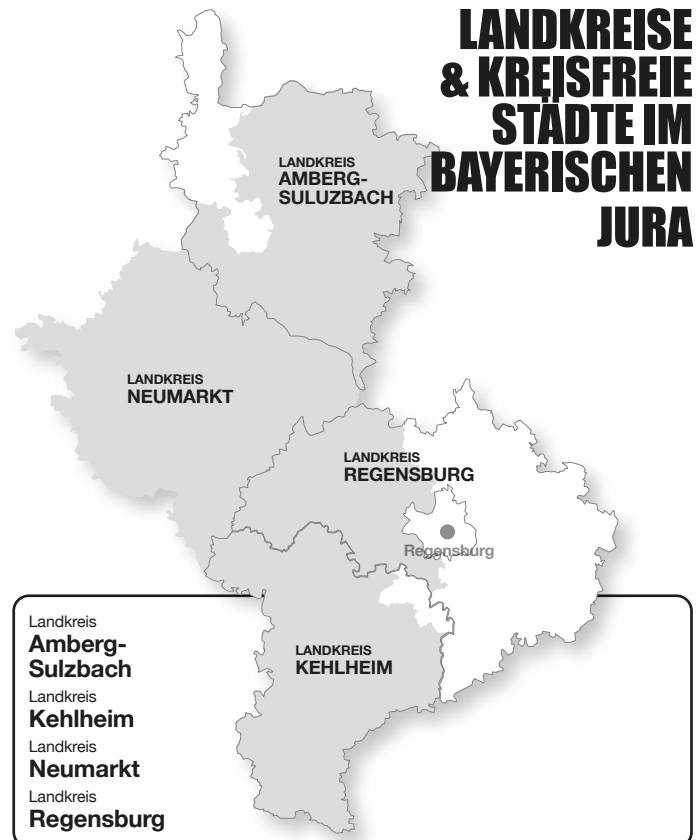 LANDKREISE
& KREISFREIE
STÄDTE IM
BAYERISCHEN
JURA
LANDKREIS
AMBERG-
SULUZBACH
LANDKREIS
NEUMARKT
LANDKREIS
REGENSBURG
Regensburg
LANDKREIS
KEHLHEIM
Landkreis
Amberg-
Sulzbach
Landkreis
Kehlheim
Landkreis
Neumarkt
Landkreis
Regensburg